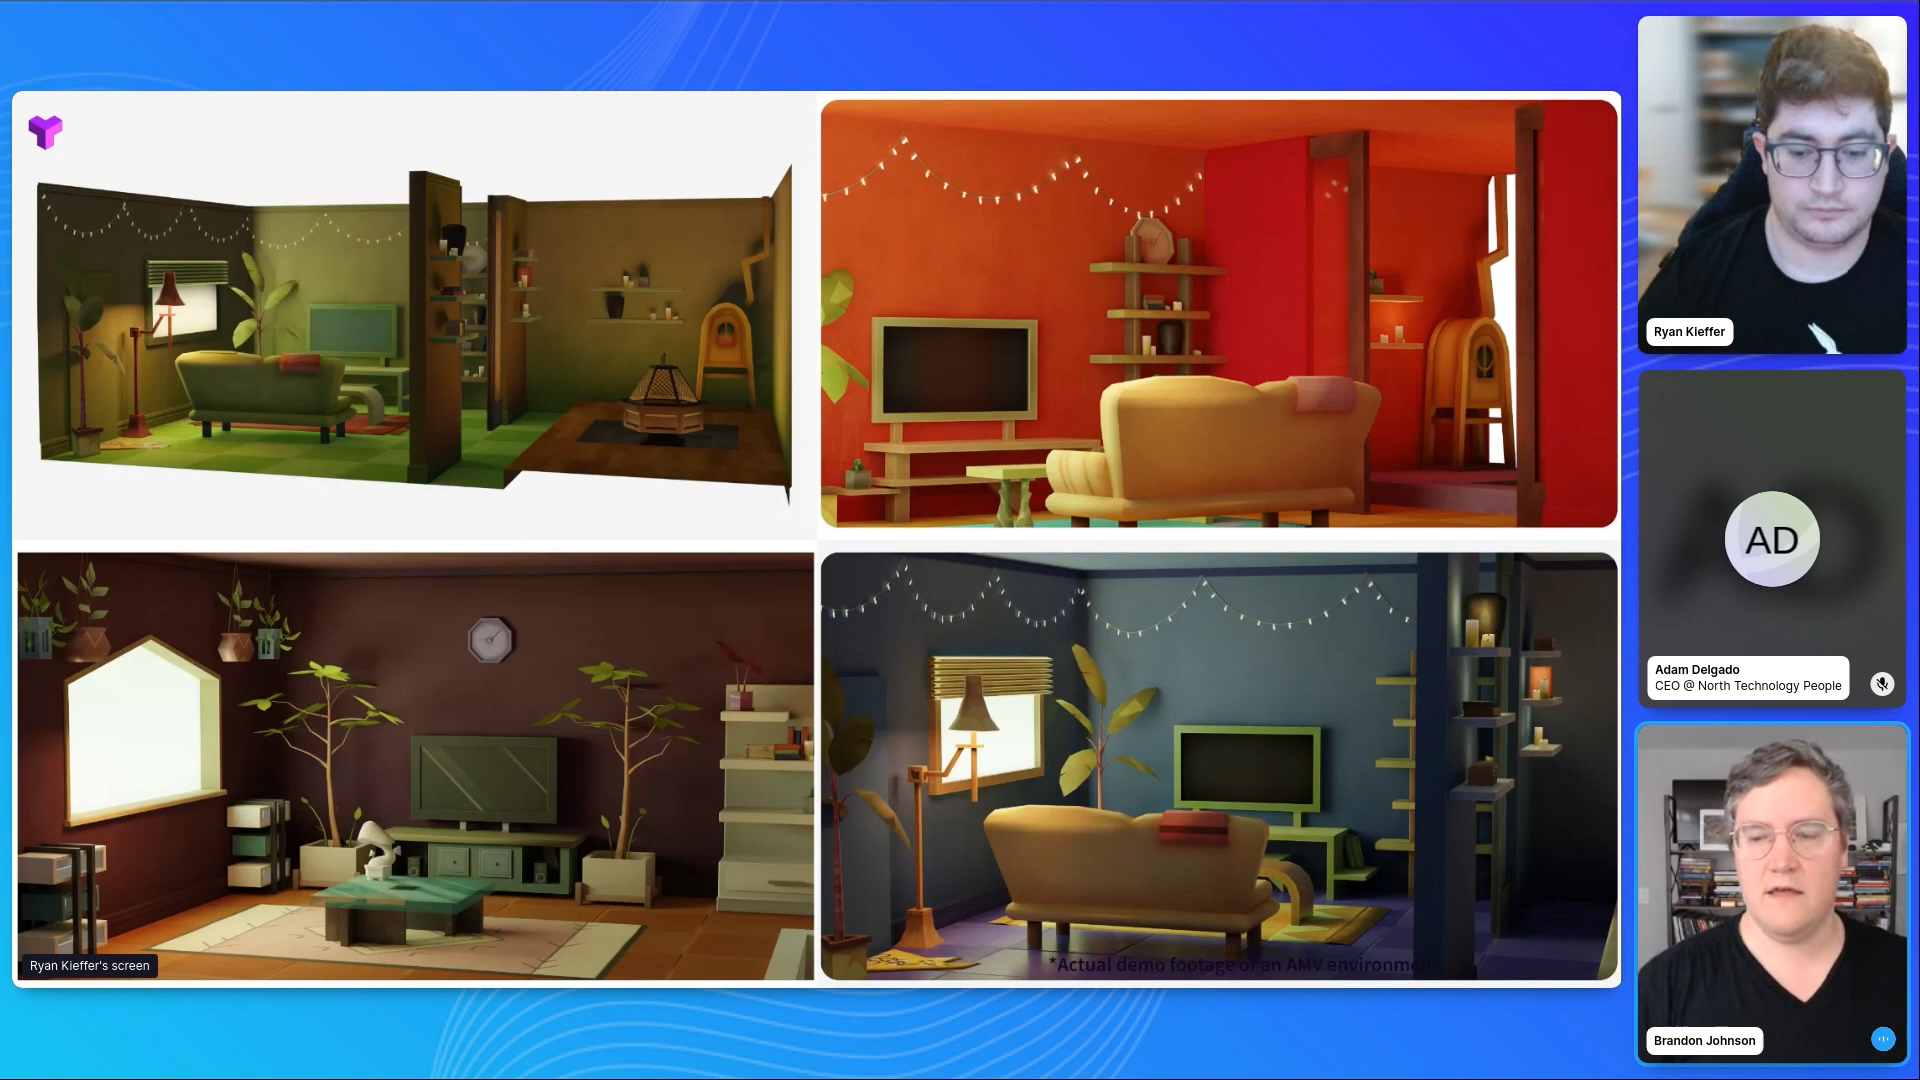 Ryan Kieffer
AD
Adam Delgado
CEO @ North Technology People
Ryan Kieffer's screen
*Actual demo footage of an AMV environment
Brandon Johnson